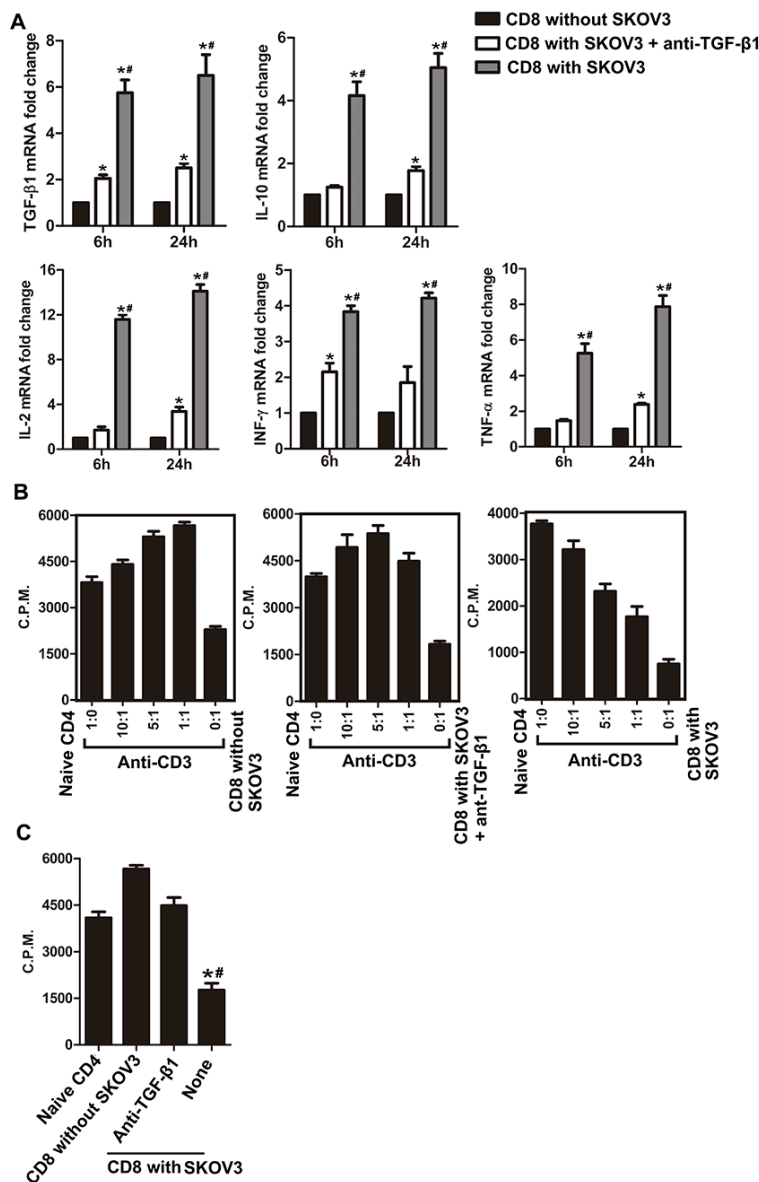 A
CD8 without SKOV3
CD8 with SKOV3 + anti-TGF-β1
CD8 with SKOV3
TGF-β1 mRNA fold change
8
6
4
2
0
*
*#
*
*#
6h
24h
IL-10 mRNA fold change
6
4
2
0
*#
*
*#
6h
24h
IL-2 mRNA fold change
16
12
8
4
0
*#
*
*#
6h
24h
INF-γ mRNA fold change
5
4
3
2
1
0
*
*#
*#
6h
24h
TNF-α mRNA fold change
10
8
6
4
2
0
*#
*
*#
6h
24h
B
C.P.M.
6000
4500
3000
1500
0
Naive CD4
1:0
10:1
5:1
1:1
0:1
CD8 without
SKOV3
Anti-CD3
C.P.M.
6000
4500
3000
1500
0
Naive CD4
1:0
10:1
5:1
1:1
0:1
CD8 with SKOV3
+ ant-TGF-β1
Anti-CD3
C.P.M.
4000
3000
2000
1000
0
Naive CD4
1:0
10:1
5:1
1:1
0:1
CD8 with
SKOV3
Anti-CD3
C
C.P.M.
6000
4500
3000
1500
0
*#
Naive CD4
CD8 without SKOV3
Anti-TGF-β1
None
CD8 with SKOV3